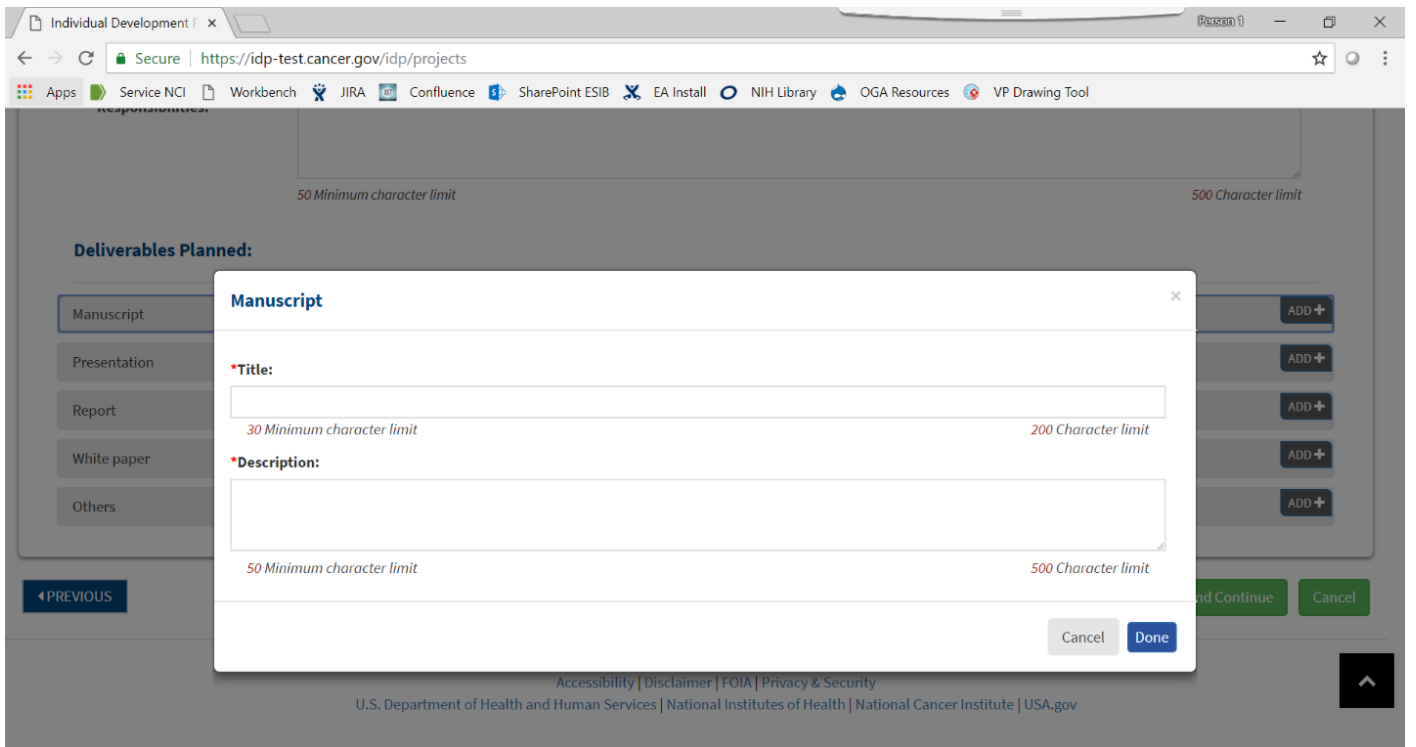 Individual Development P
Person 1
Secure https://idp-test.cancer.gov/idp/projects
Apps Service NCI Workbench JIRA Confluence SharePoint ESIB EA Install NIH Library OGA Resources VP Drawing Tool
Responsibilities:
50 Minimum character limit 500 Character limit
Deliverables Planned:
Manuscript ADD
Presentation ADD
Report ADD
White paper ADD
Others ADD
Manuscript ×
*Title:
30 Minimum character limit 200 Character limit
*Description:
50 Minimum character limit 500 Character limit
Cancel Done
PREVIOUS nd Continue Cancel
Accessibility | Disclaimer | FOIA | Privacy & Security
U.S. Department of Health and Human Services | National Institutes of Health | National Cancer Institute | USA.gov